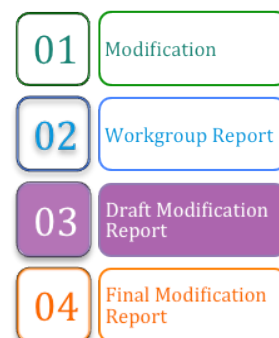 01
Modification
02
Workgroup Report
03
Draft Modification
Report
04
Final Modification
Report